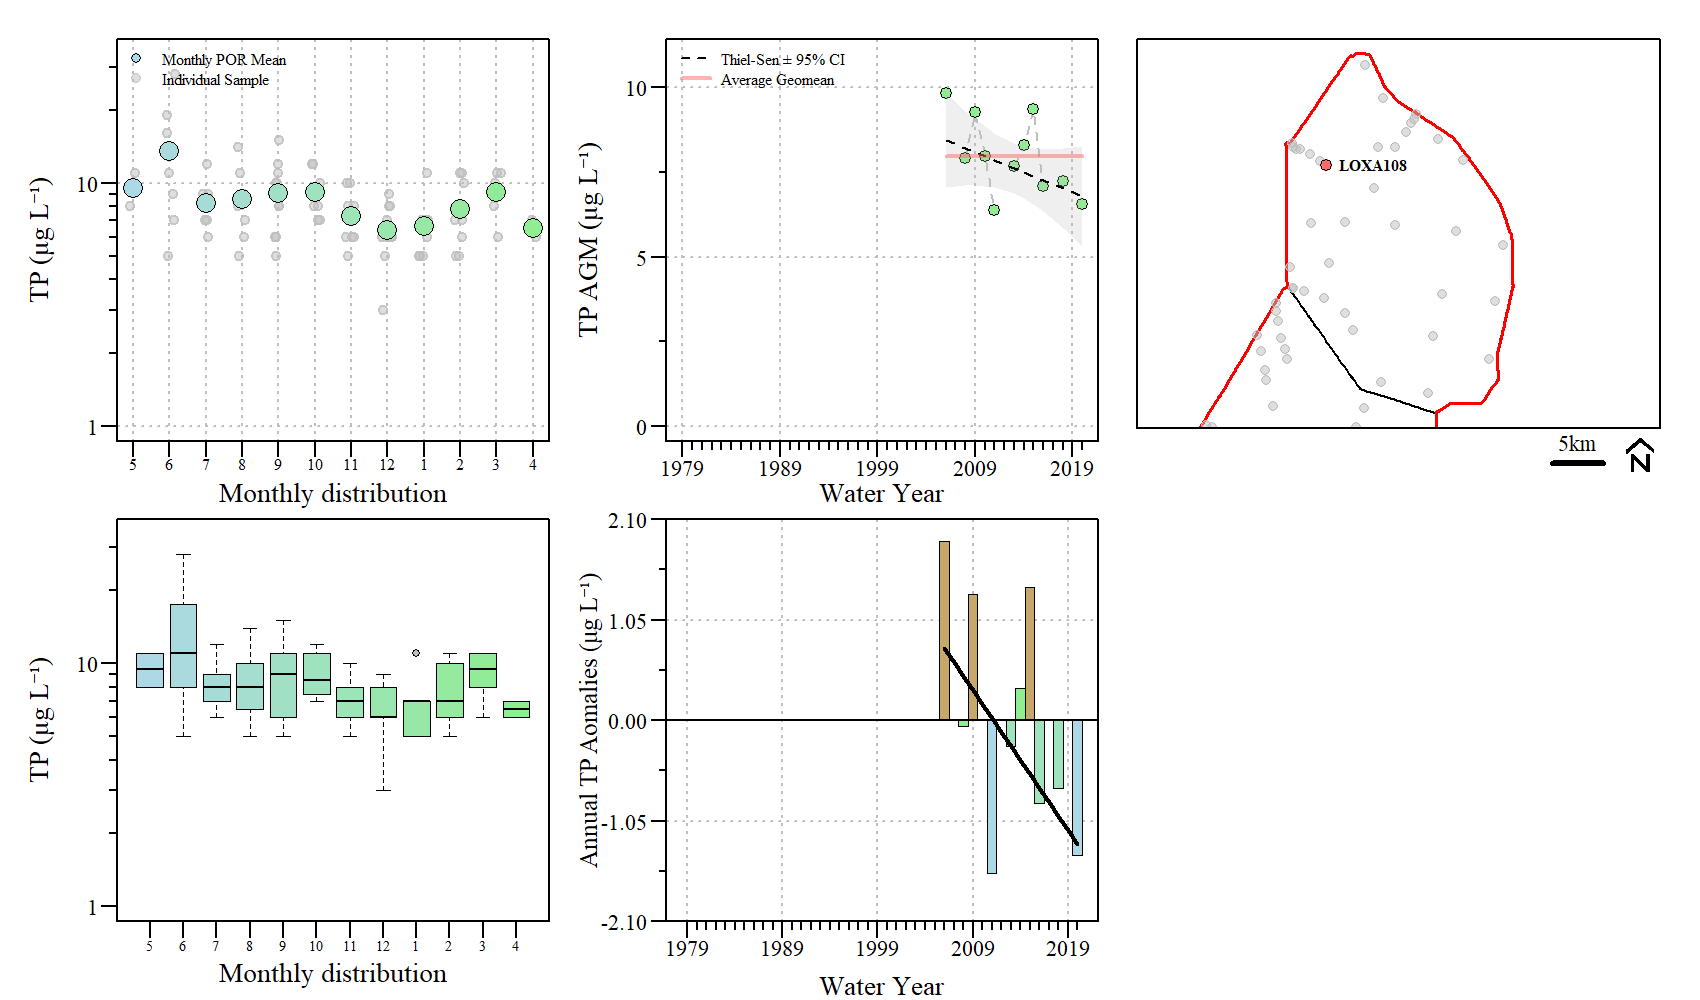 Monthly POR Mean
Individual Sample
10
1
TP (µg L⁻¹)
5 6 7 8 9 10 11 12 1 2 3 4
Monthly distribution
Thiel-Sen ± 95% CI
Average Geomean
10
5
0
TP AGM (µg L⁻¹)
1979 1989 1999 2009 2019
Water Year
LOXA108
5km
N
10
1
TP (µg L⁻¹)
5 6 7 8 9 10 11 12 1 2 3 4
Monthly distribution
2.10
1.05
0.00
-1.05
-2.10
Annual TP Aomalies (µg L⁻¹)
1979 1989 1999 2009 2019
Water Year